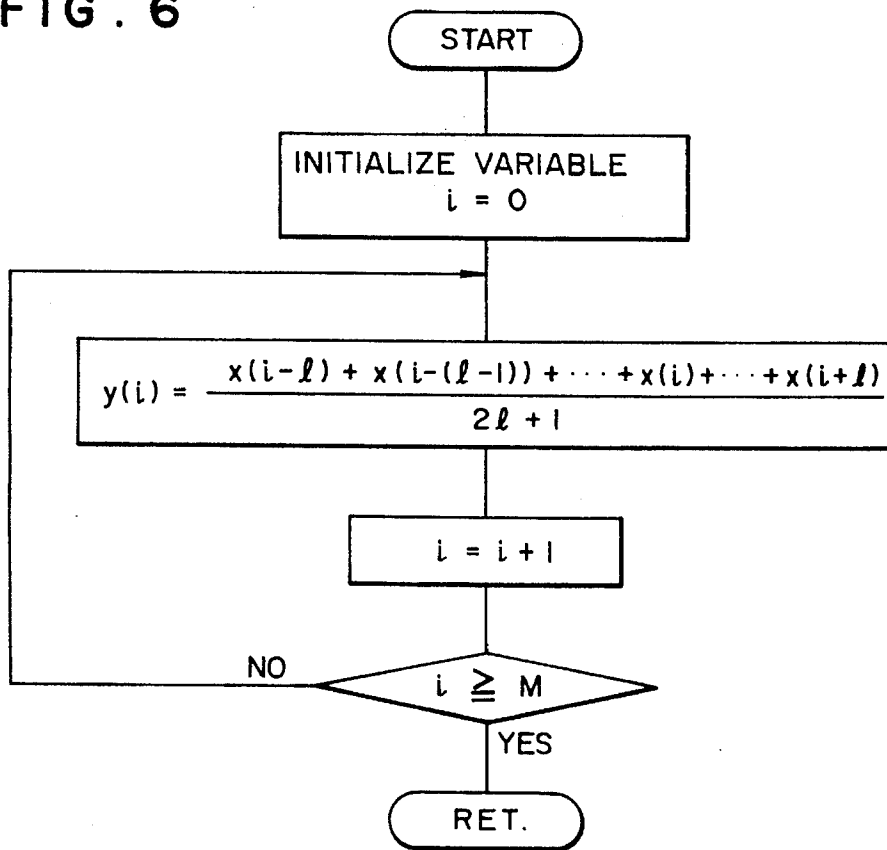 FIG. 6
START
INITIALIZE VARIABLE
i = 0
y(i) = x(i-ℓ) + x(i-(ℓ-1)) + ··· + x(i) + ··· + x(i+ℓ)
2ℓ + 1
i = i + 1
NO
i ≧ M
YES
RET.